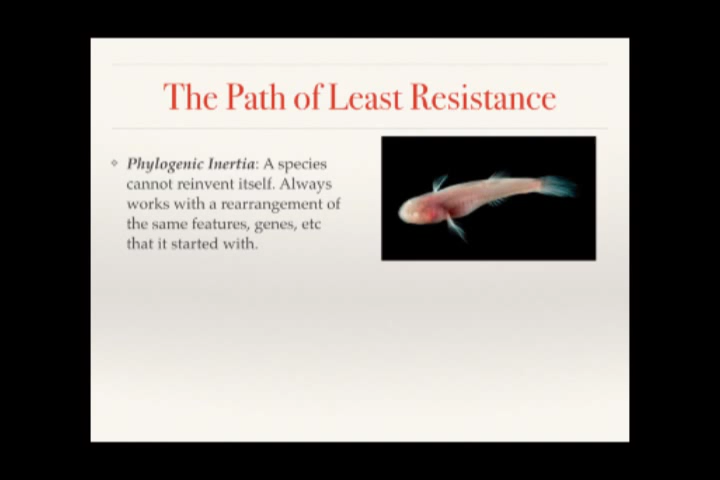 The Path of Least Resistance
Phylogenic Inertia: A species
cannot reinvent itself. Always
works with a rearrangement of
the same features, genes, etc
that it started with.